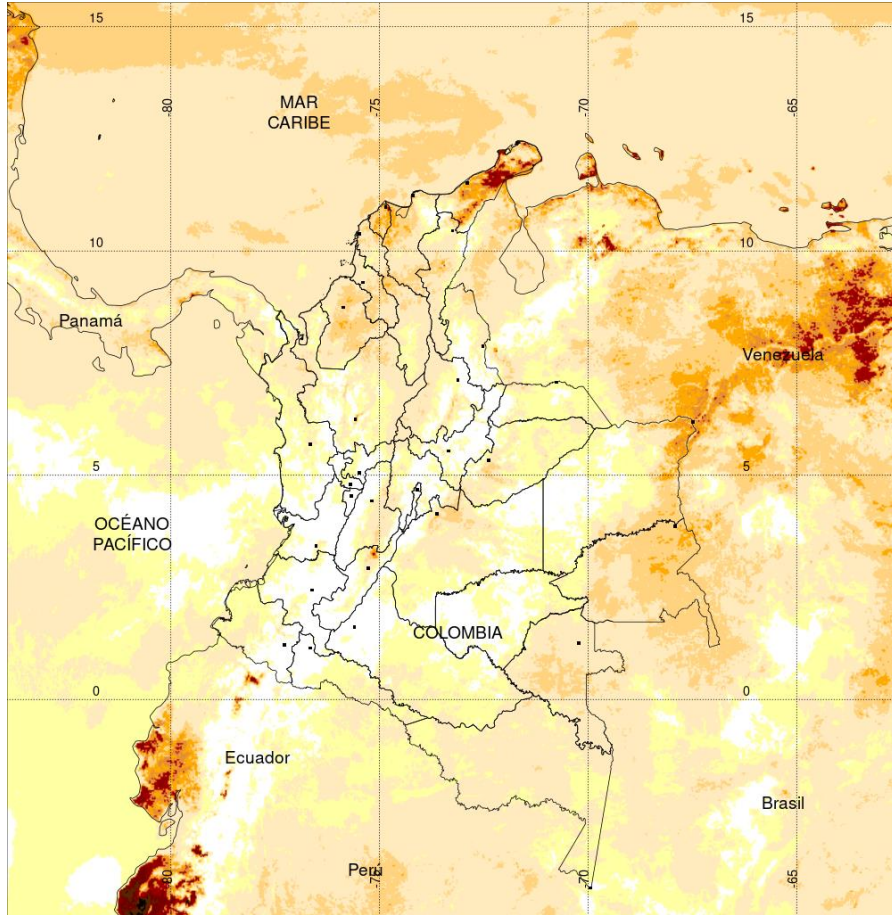 15
15
-80
-75
-70
-65
MAR
CARIBE
10
10
Panamá
Venezuela
5
5
OCÉANO
PACÍFICO
COLOMBIA
0
0
Ecuador
Brasil
Perú
-80
-75
-70
-65